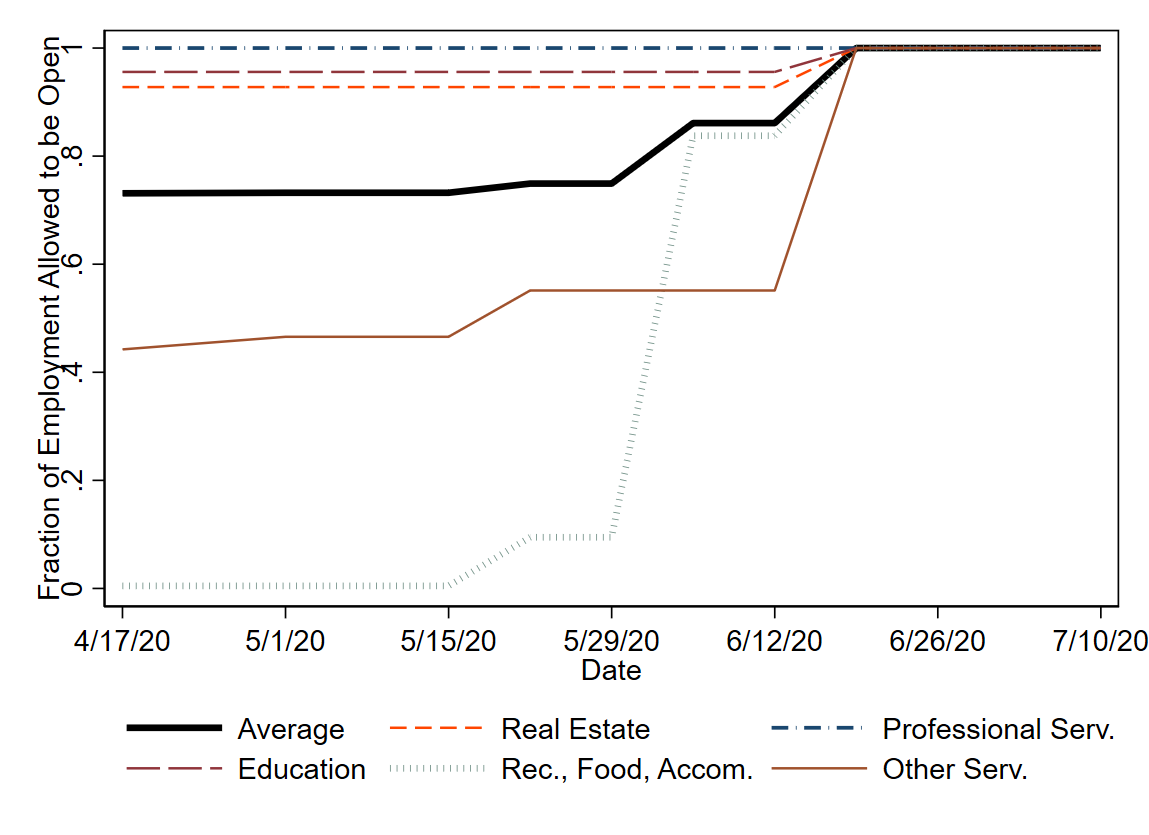 Fraction of Employment Allowed to be Open
1
.8
.6
.4
.2
0
4/17/20 5/1/20 5/15/20 5/29/20 6/12/20 6/26/20 7/10/20
Date
Average Real Estate Professional Serv.
Education Rec., Food, Accom. Other Serv.